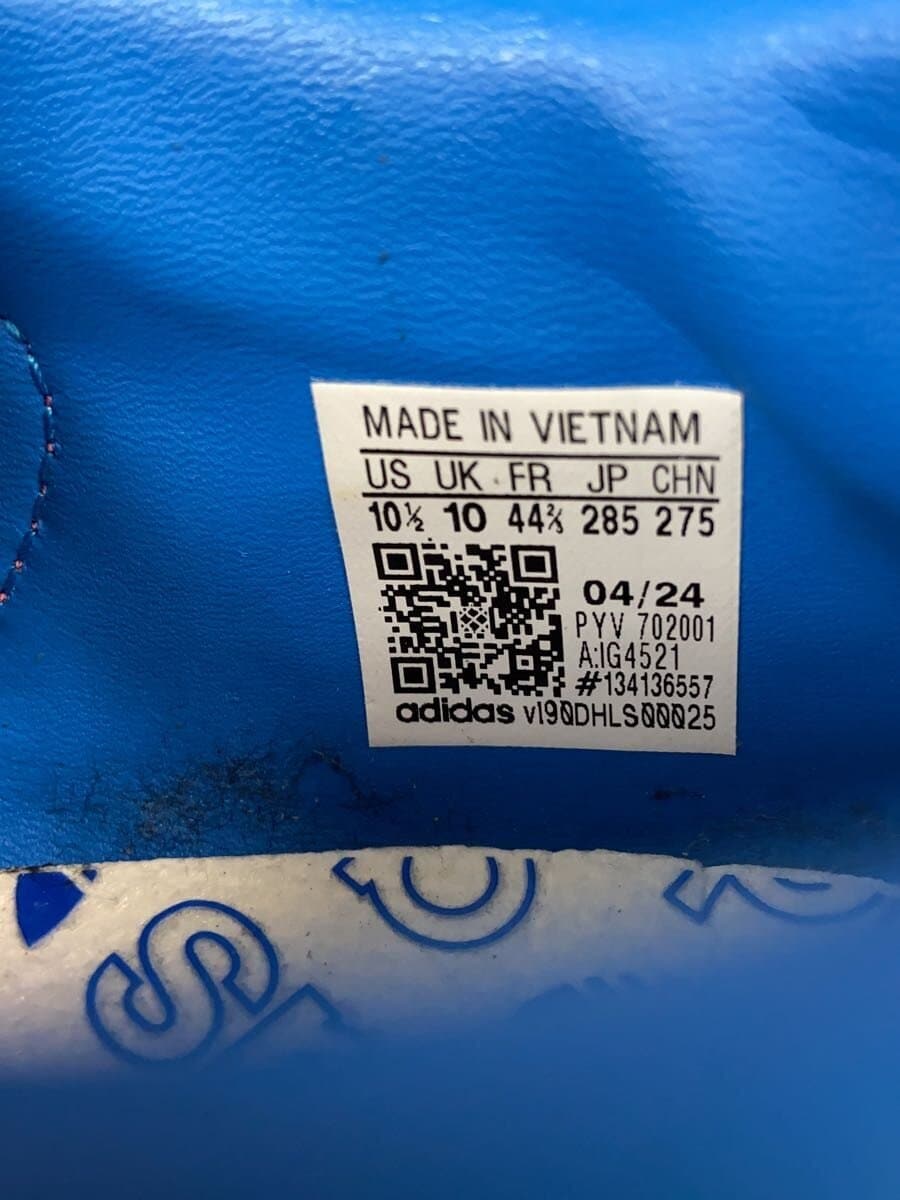 MADE IN VIETNAM
US UK FR JP CHN
10½ 10 44⅔ 285 275
04/24
PYV 702001
A:IG4521
#134136557
adidas vI90DHLS00025